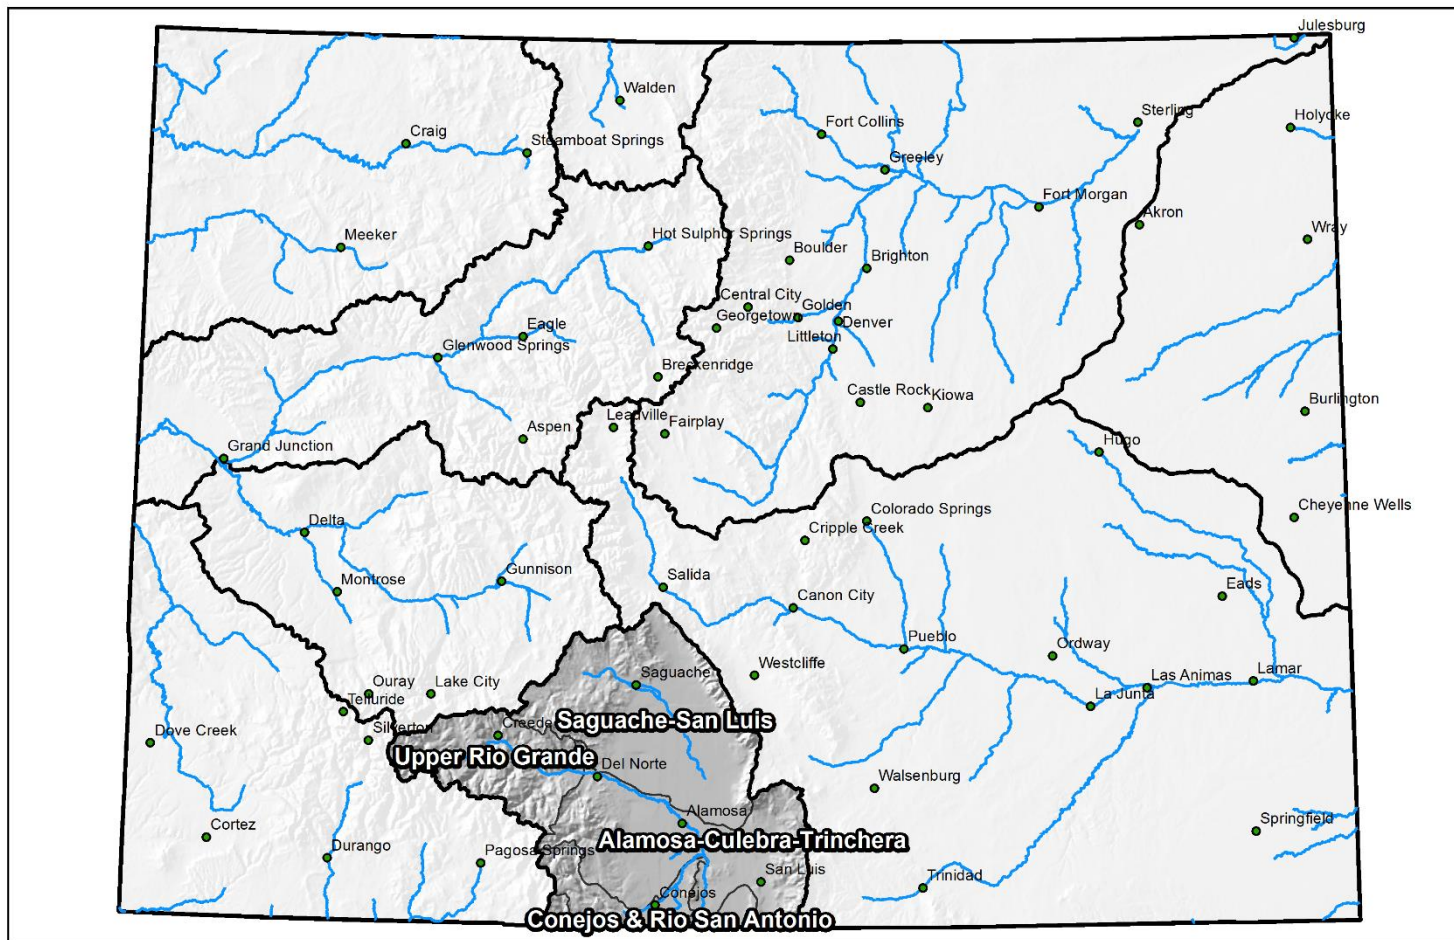 Julesburg
Walden
Sterling
Holyoke
Fort Collins
Craig
Steamboat Springs
Greeley
Fort Morgan
Akron
Wray
Meeker
Hot Sulphur Springs
Boulder
Brighton
Central City
Golden
Georgetown
Denver
Eagle
Littleton
Glenwood Springs
Breckenridge
Castle Rock
Kiowa
Burlington
Leadville
Fairplay
Aspen
Hugo
Grand Junction
Cheyenne Wells
Colorado Springs
Delta
Cripple Creek
Gunnison
Salida
Montrose
Eads
Canon City
Pueblo
Ordway
Westcliffe
Saguache
Las Animas
Lamar
Ouray
Lake City
La Junta
Telluride
Saguache-San Luis
Creede
Silverton
Dove Creek
Upper Rio Grande
Del Norte
Walsenburg
Alamosa
Springfield
Cortez
Alamosa-Culebra-Trinchera
Durango
Pagosa Springs
San Luis
Trinidad
Conejos
Conejos & Rio San Antonio